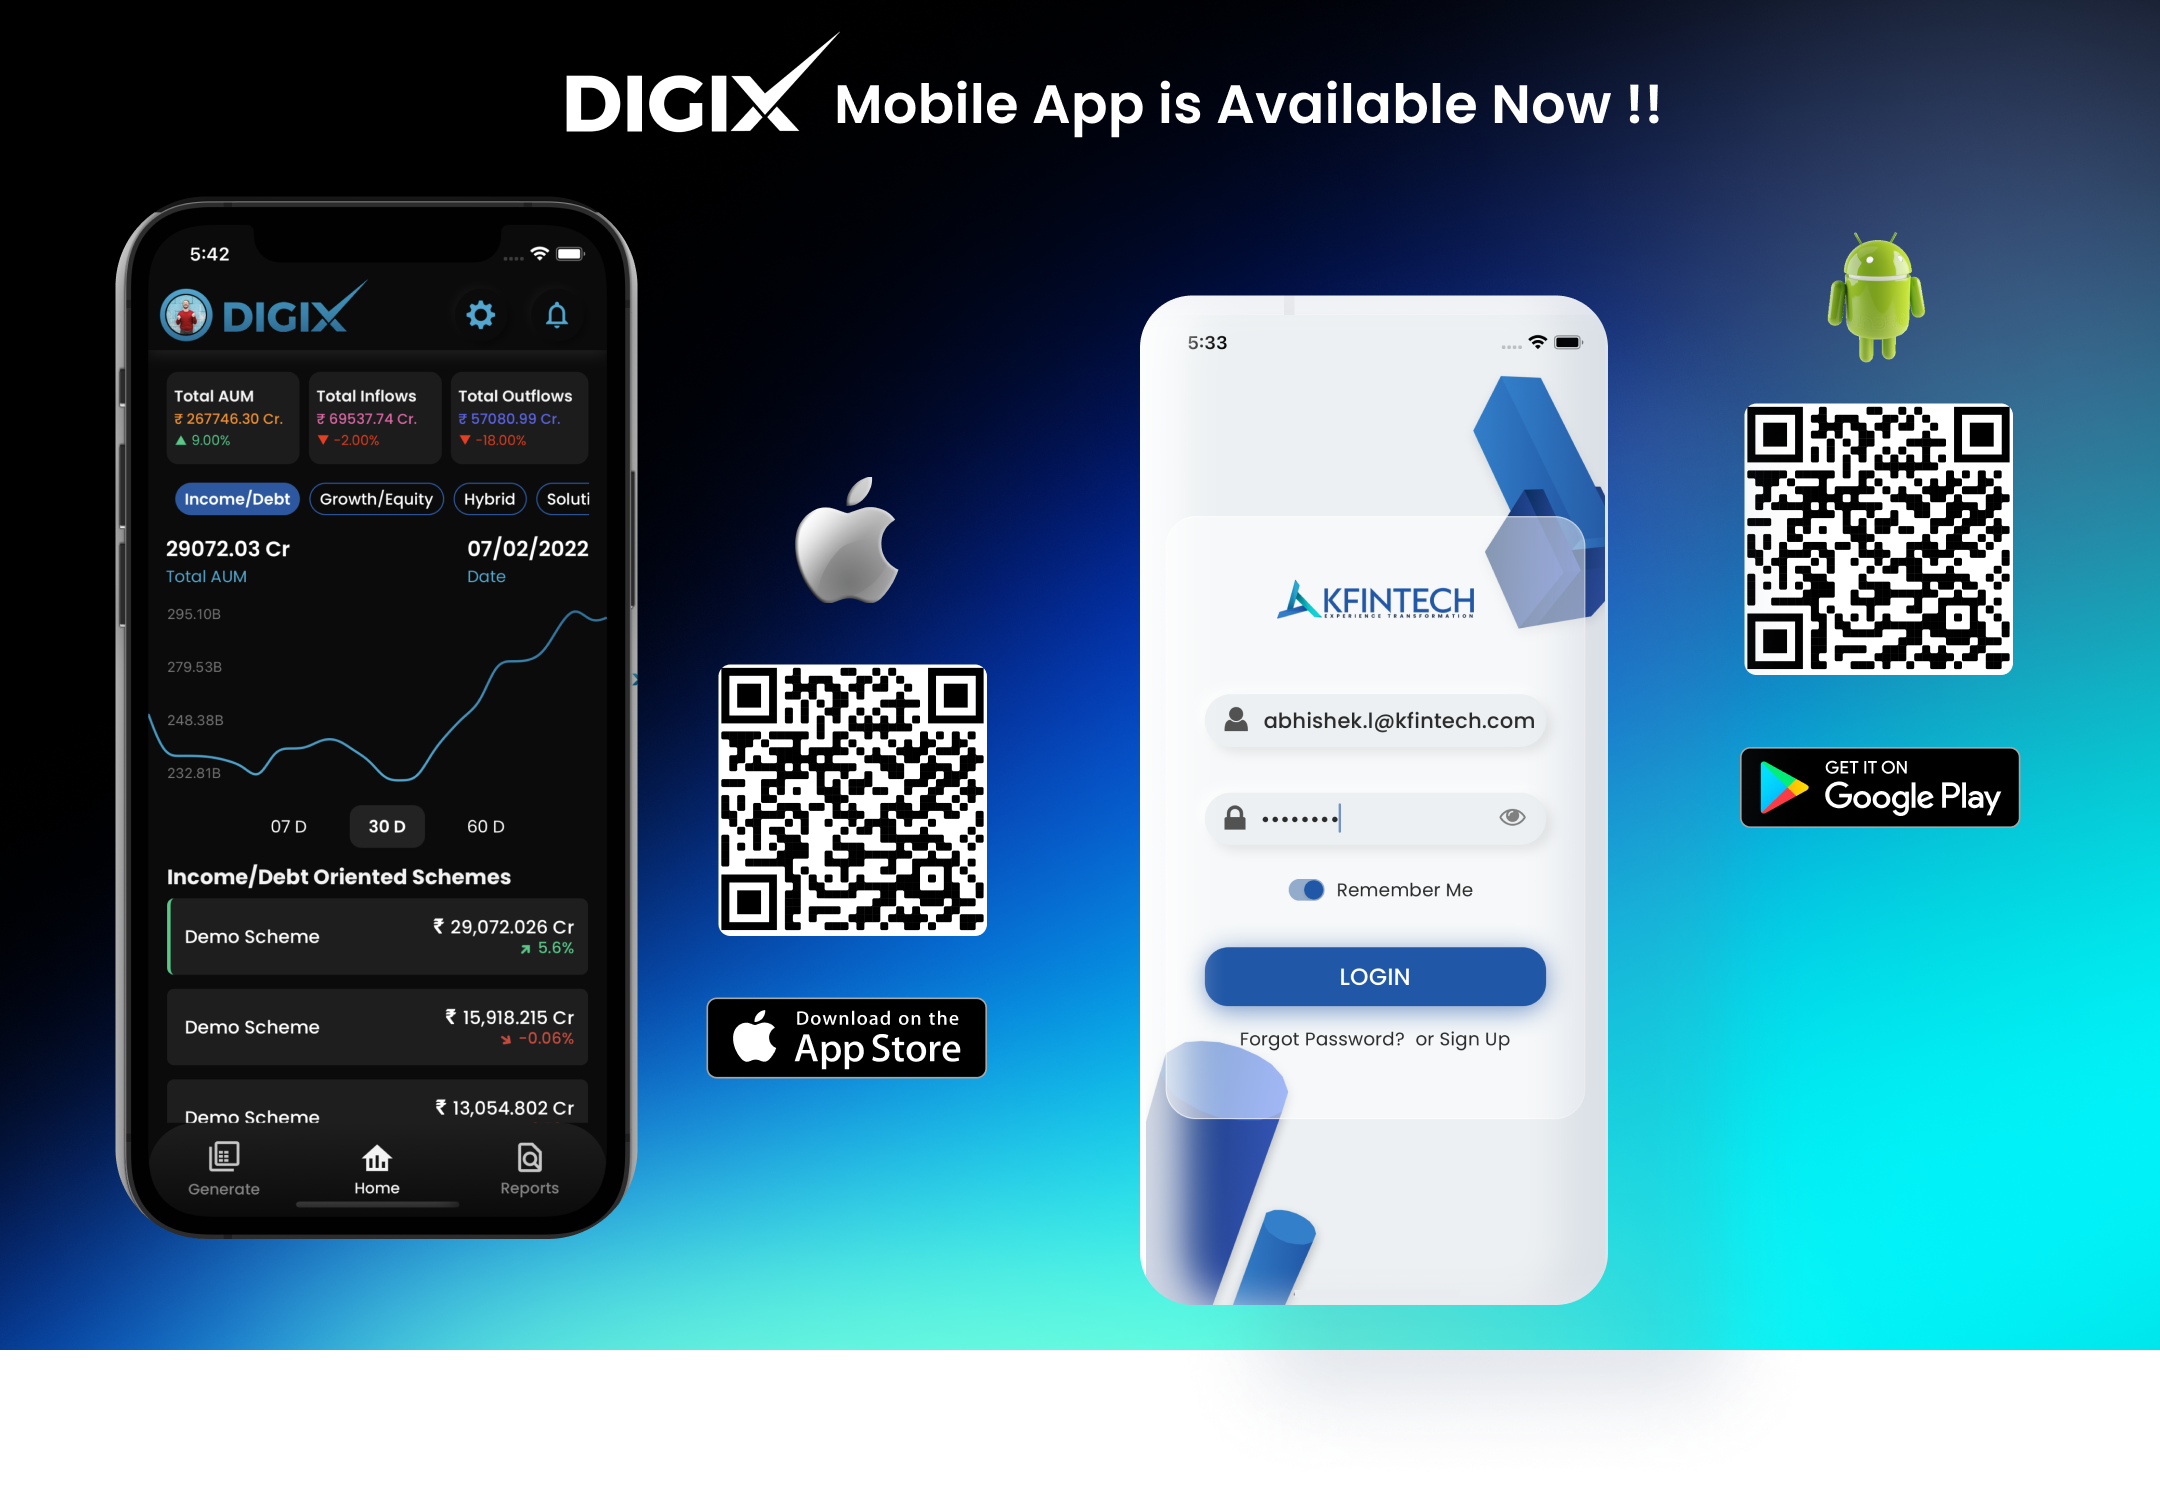 DIGIX Mobile App is Available Now !!
5:42
DIGIX
Total AUM
₹ 267746.30 Cr.
▲ 9.00%
Total Inflows
₹ 69537.74 Cr.
▼ -2.00%
Total Outflows
₹ 57080.99 Cr.
▼ -18.00%
Income/Debt Growth/Equity Hybrid Soluti
29072.03 Cr
Total AUM
07/02/2022
Date
295.10B
279.53B
248.38B
232.81B
07 D 30 D 60 D
Income/Debt Oriented Schemes
Demo Scheme
₹ 29,072.026 Cr
5.6%
Demo Scheme
₹ 15,918.215 Cr
-0.06%
Demo Scheme
₹ 13,054.802 Cr
Generate Home Reports
Download on the
App Store
5:33
KFINTECH
EXPERIENCE TRANSFORMATION
abhishek.l@kfintech.com
••••••••
Remember Me
LOGIN
Forgot Password? or Sign Up
GET IT ON
Google Play